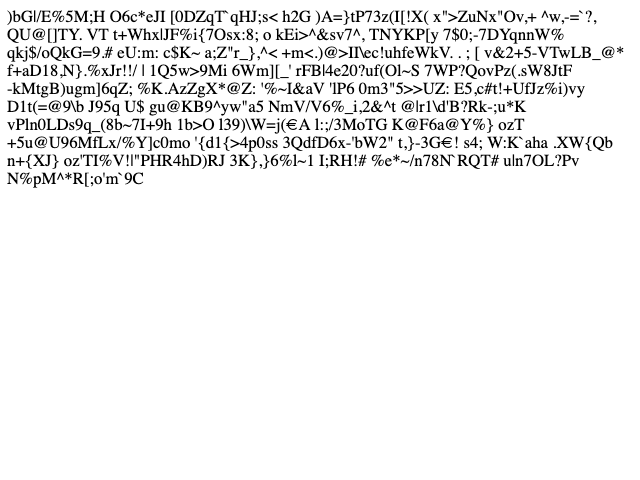 )bG|/E%5M;H O6c*eJI [0DZqT`qHJ;s< h2G )A=}tP73z(I[!X( x">ZuNx"Ov,+ ^w,-=`?,
QU@[]TY. VT t+Whx|JF%i{7Osx:8; o kEi>^&sv7^, TNYKP[y 7$0;-7DYqnnW%
qkj$/oQkG=9.# eU:m: c$K~ a;Z"r_},^< +m<.)@>II\ec!uhfeWkV. . ; [ v&2+5-VTwLB_@*
f+aD18,N}.%xJr!!/ l 1Q5w>9Mi 6Wm][_' rFB|4e20?uf(Ol~S 7WP?QovPz(.sW8JtF
-kMtgB)ugm]6qZ; %K.AzZgX*@Z: '%~I&aV 'lP6 0m3"5>>UZ: E5,c#t!+UfJz%i)vy
D1t(=@9\b J95q U$ gu@KB9^yw"a5 NmV/V6%_i,2&^t @lr1\d'B?Rk-;u*K
vPln0LDs9q_(8b~7I+9h 1b>O l39)\W=j(€A l:;/3MoTG K@F6a@Y%} ozT
+5u@U96MfLx/%Y]c0mo '{d1{>4p0ss 3QdfD6x-'bW2" t,}-3G€! s4; W:K`aha .XW{Qb
n+{XJ} oz'TI%V!|"PHR4hD)RJ 3K},}6%l~1 I;RH!# %e*~/n78N`RQT# u|n7OL?Pv
N%pM^*R[;o'm`9C